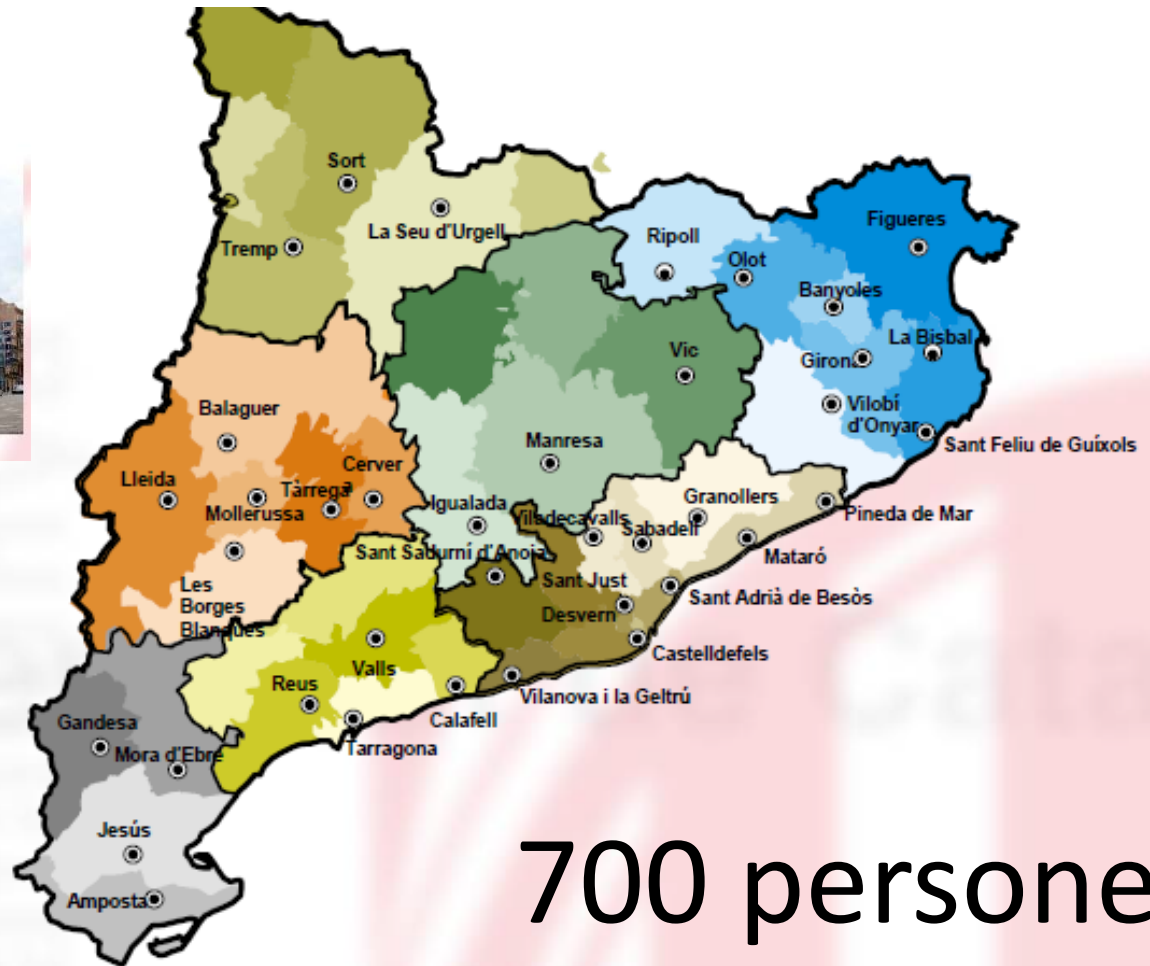 Sort
La Seu d'Urgell
Tremp
Ripoll
Figueres
Olot
Banyoles
La Bisbal
Giron
Vic
Vilobí
d'Onyar
Sant Feliu de Guíxols
Balaguer
Manresa
Lleida
Cerver
Tàrrega
a
Mollerussa
Igualada
Granollers
Viladecavalls
Sabadell
Pineda de Mar
Mataró
Sant Sadurní d'Anoia
Sant Just
Desvern
Sant Adrià de Besòs
Les
Borges
Blanques
Castelldefels
Valls
Reus
Vilanova i la Geltrú
Calafell
Tarragona
Gandesa
Mora d'Ebre
Jesús
Amposta
700 persone